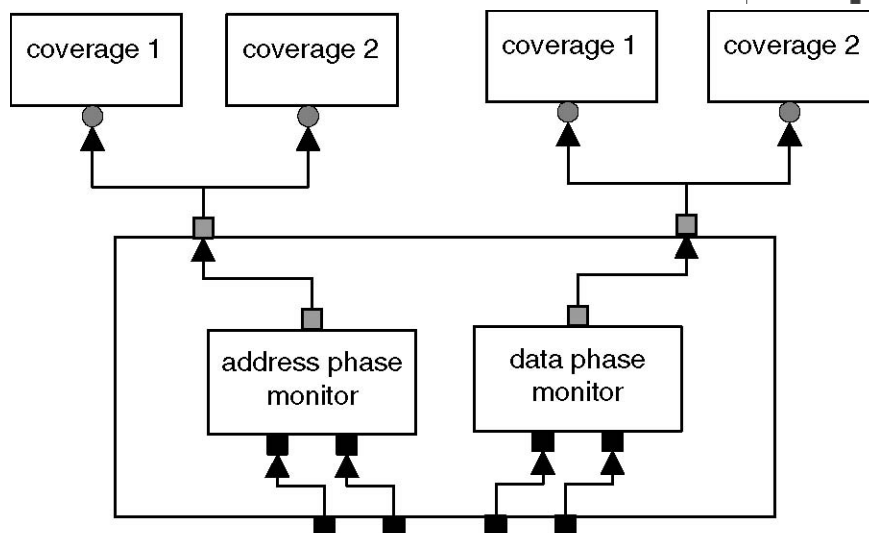 coverage 1
coverage 2
coverage 1
coverage 2
address phase
monitor
data phase
monitor